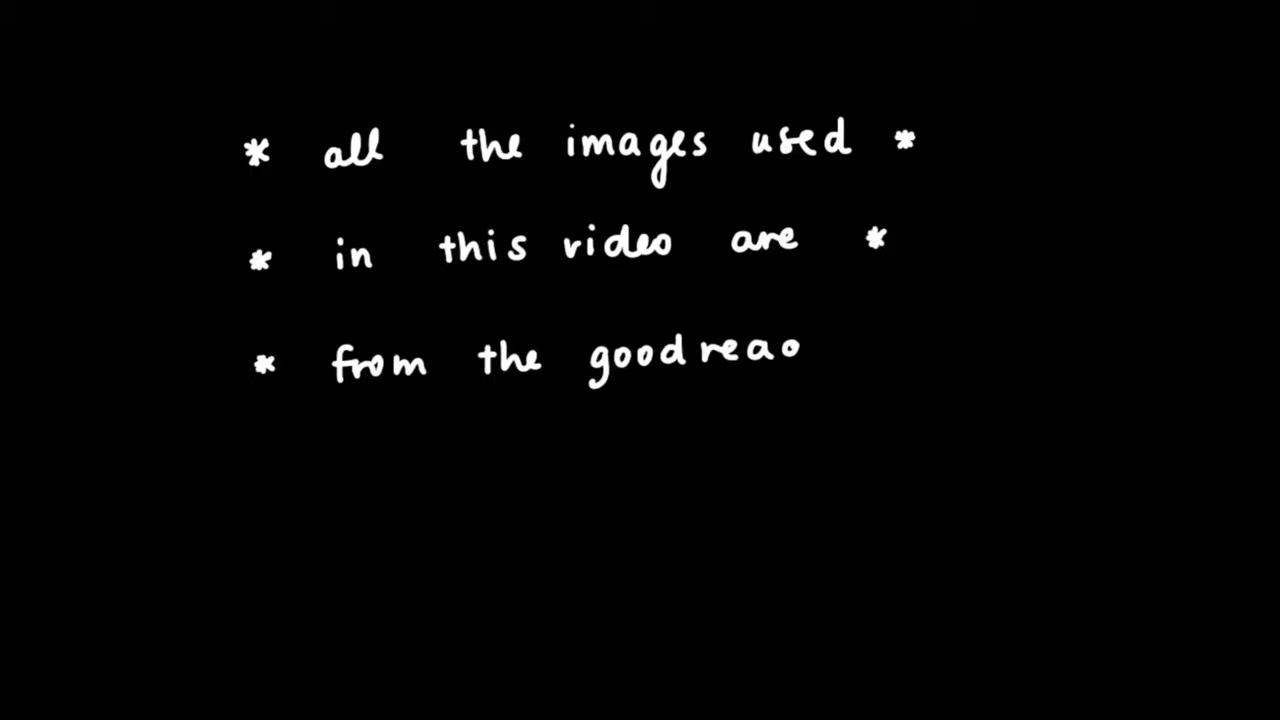 * all the images used *
* in this video are *
* from the goodreao